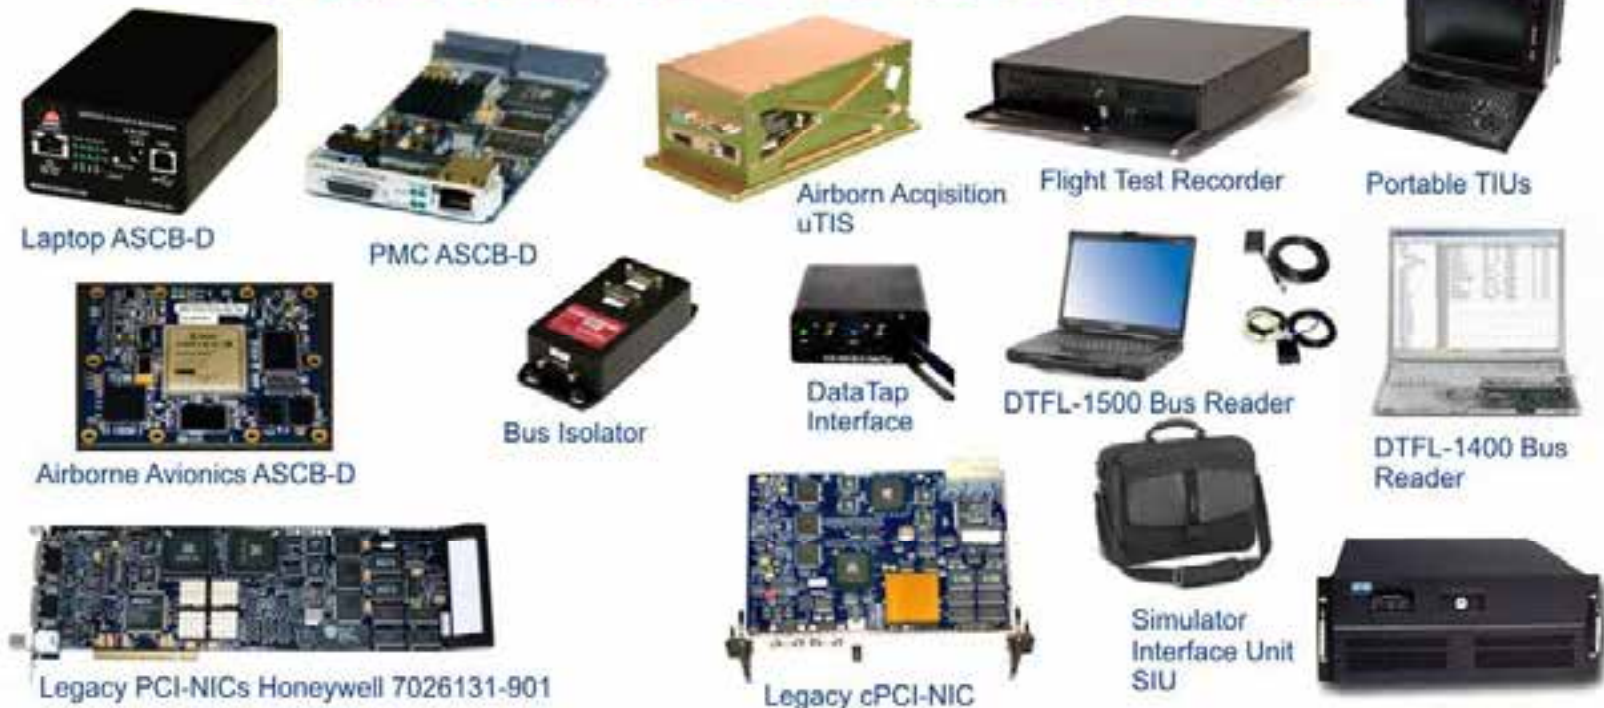 Laptop ASCB-D
PMC ASCB-D
Airborn Acqisition
uTIS
Flight Test Recorder
Portable TIUs
Airborne Avionics ASCB-D
Bus Isolator
DataTap
Interface
DTFL-1500 Bus Reader
DTFL-1400 Bus
Reader
Legacy PCI-NICs Honeywell 7026131-901
Legacy cPCI-NIC
Simulator
Interface Unit
SIU